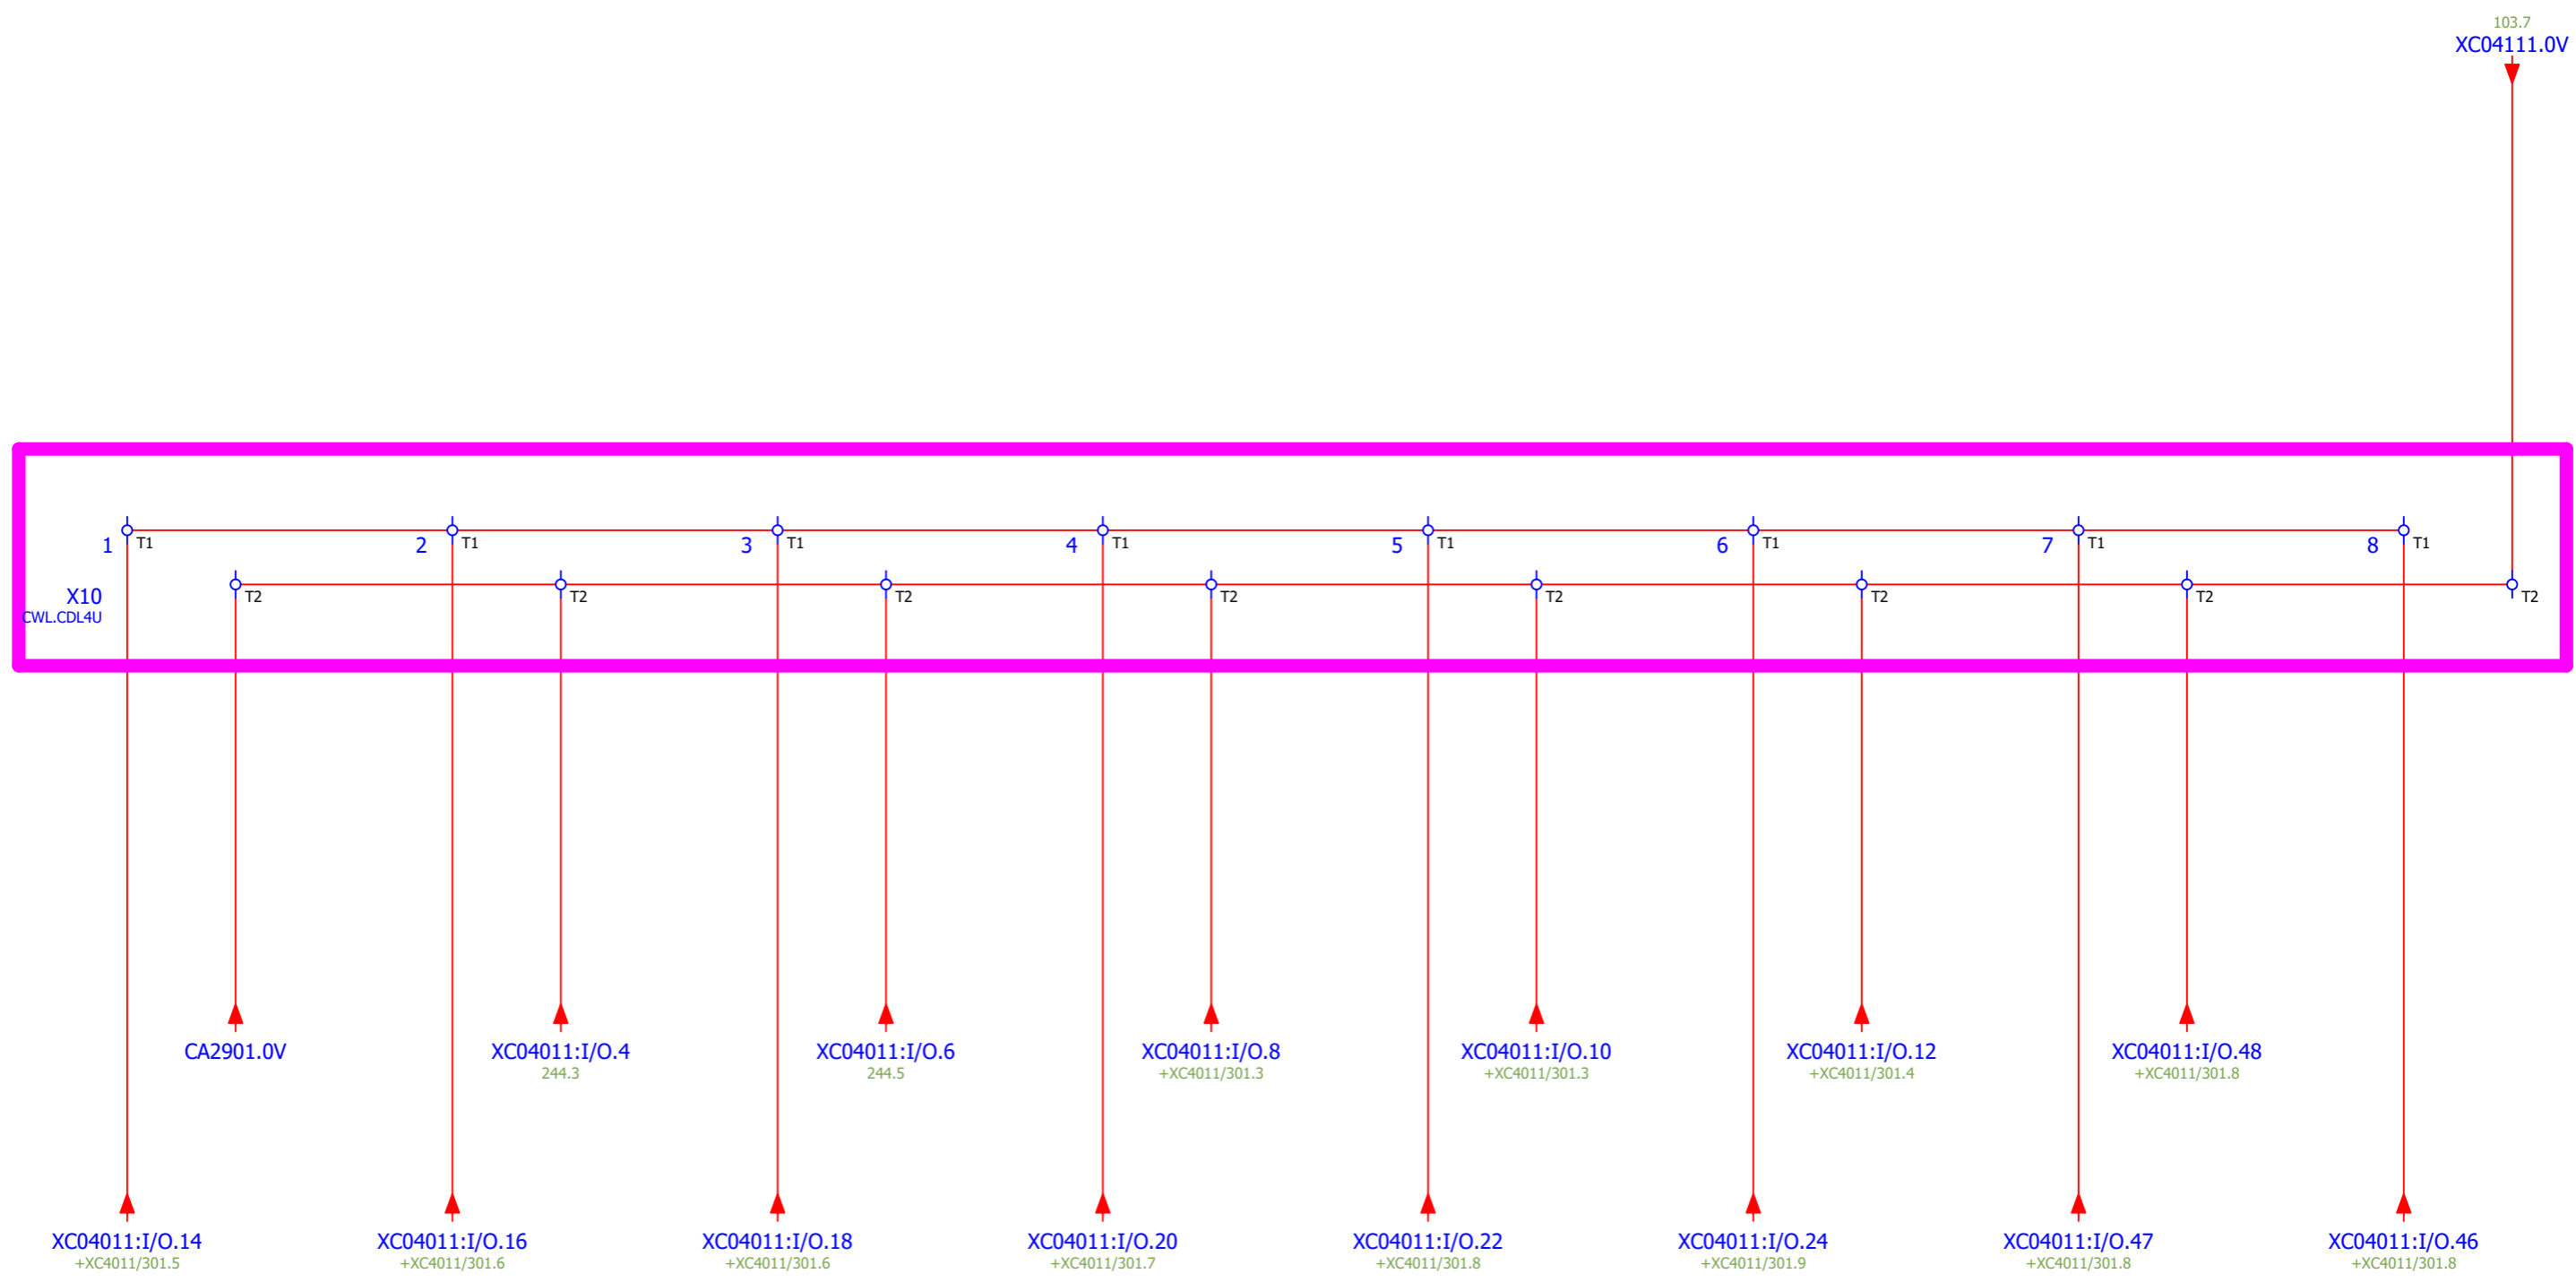 103.7
XC04111.0V
1 T1 2 T1 3 T1 4 T1 5 T1 6 T1 7 T1 8 T1
X10 T2 T2 T2 T2 T2 T2 T2 T2
CWL.CDL4U
CA2901.0V XC04011:I/O.4 XC04011:I/O.6 XC04011:I/O.8 XC04011:I/O.10 XC04011:I/O.12 XC04011:I/O.48
244.3 244.5 +XC4011/301.3 +XC4011/301.3 +XC4011/301.4 +XC4011/301.8
XC04011:I/O.14 XC04011:I/O.16 XC04011:I/O.18 XC04011:I/O.20 XC04011:I/O.22 XC04011:I/O.24 XC04011:I/O.47 XC04011:I/O.46
+XC4011/301.5 +XC4011/301.6 +XC4011/301.6 +XC4011/301.7 +XC4011/301.8 +XC4011/301.9 +XC4011/301.8 +XC4011/301.8